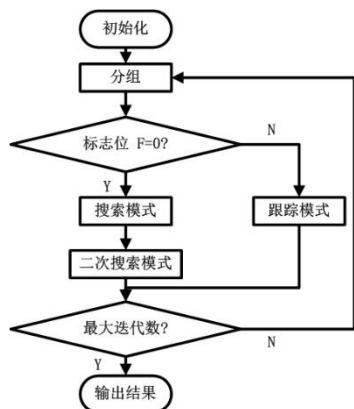 初始化
分组
标志位 F=0?
N
Y
搜索模式
跟踪模式
二次搜索模式
最大迭代数?
N
Y
输出结果